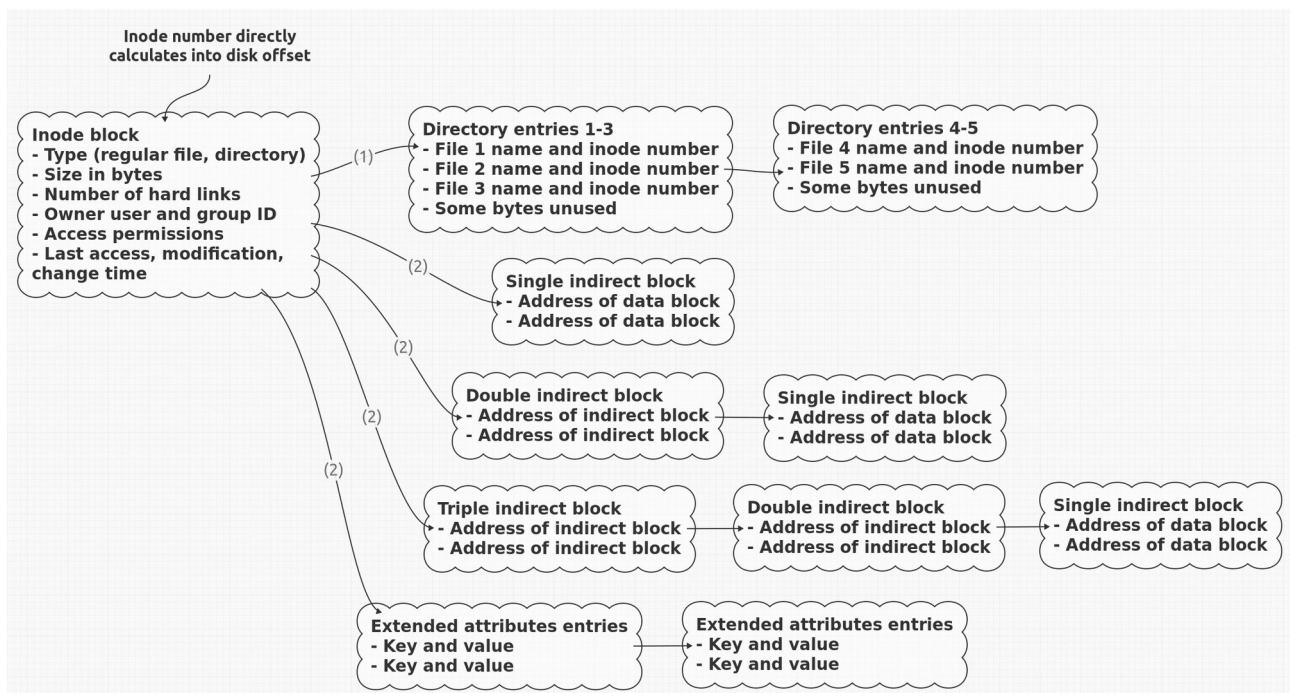 Inode number directly
calculates into disk offset
Inode block
- Type (regular file, directory)
- Size in bytes
- Number of hard links
- Owner user and group ID
- Access permissions
- Last access, modification,
change time
(1)
Directory entries 1-3
- File 1 name and inode number
- File 2 name and inode number
- File 3 name and inode number
- Some bytes unused
Directory entries 4-5
- File 4 name and inode number
- File 5 name and inode number
- Some bytes unused
(2)
Single indirect block
- Address of data block
- Address of data block
(2)
Double indirect block
- Address of indirect block
- Address of indirect block
Single indirect block
- Address of data block
- Address of data block
(2)
Triple indirect block
- Address of indirect block
- Address of indirect block
Double indirect block
- Address of indirect block
- Address of indirect block
Single indirect block
- Address of data block
- Address of data block
(2)
Extended attributes entries
- Key and value
- Key and value
Extended attributes entries
- Key and value
- Key and value